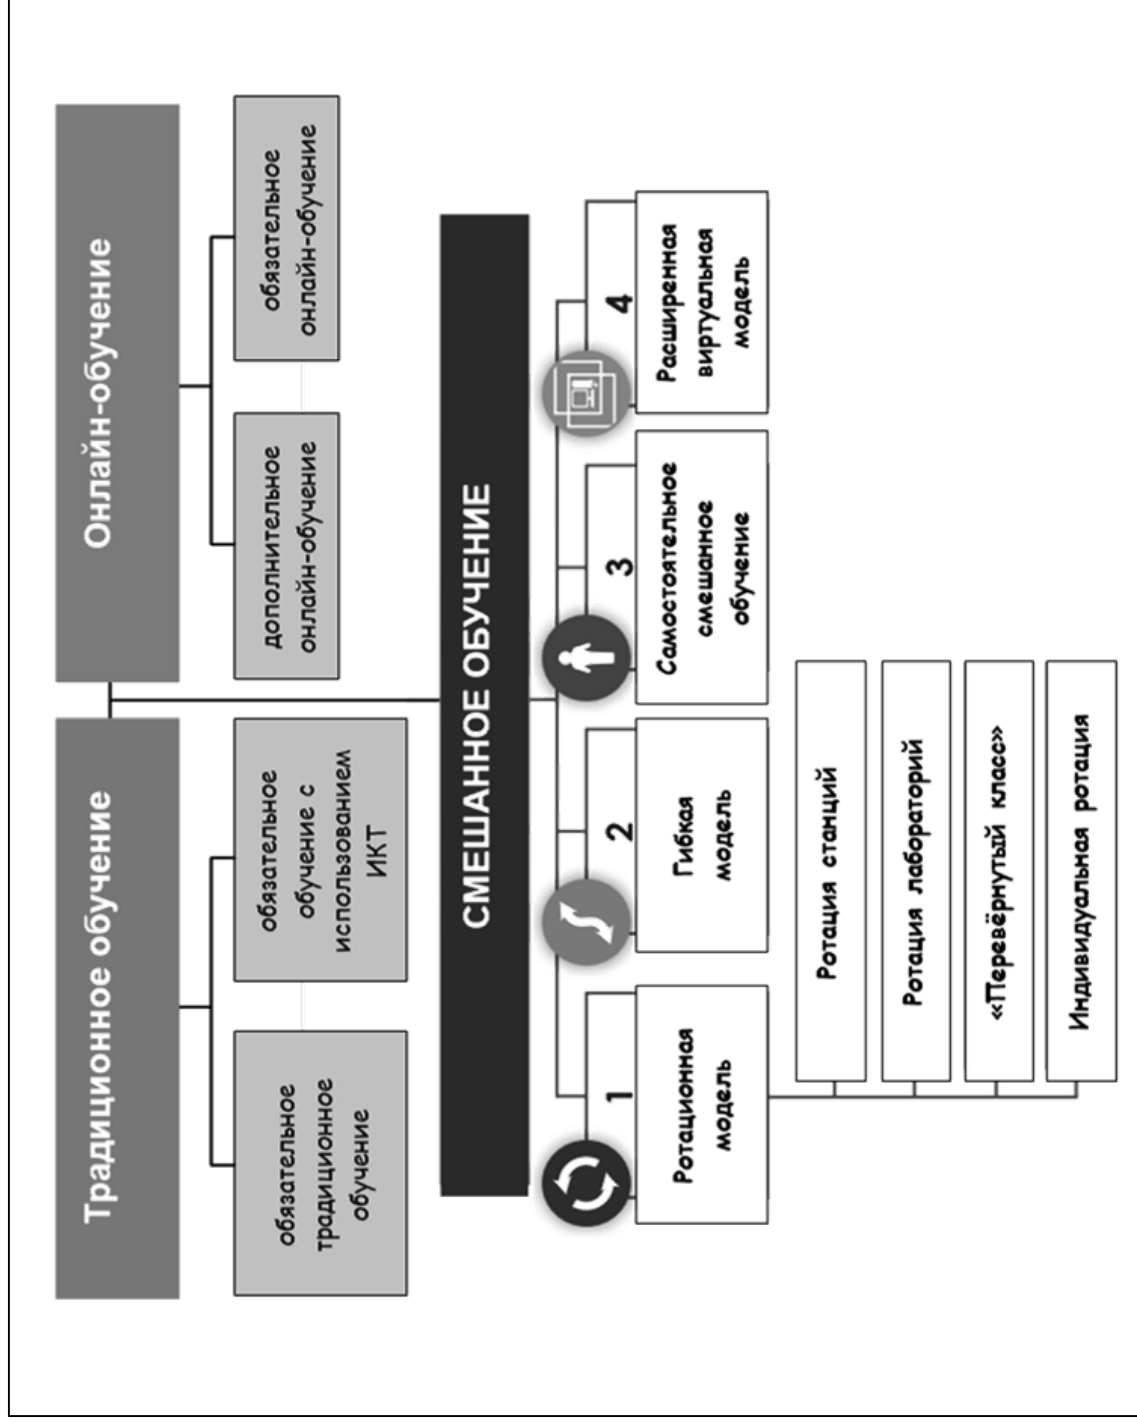 Традиционное обучение
Онлайн-обучение
обязательное
традиционное
обучение
обязательное
обучение с
использованием
ИКТ
дополнительное
онлайн-обучение
обязательное
онлайн-обучение
СМЕШАННОЕ ОБУЧЕНИЕ
1
Ротационная
модель
2
Гибкая
модель
3
Самостоятельное
смешанное
обучение
4
Расширенная
виртуальная
модель
Ротация станций
Ротация лабораторий
«Перевёрнутый класс»
Индивидуальная ротация